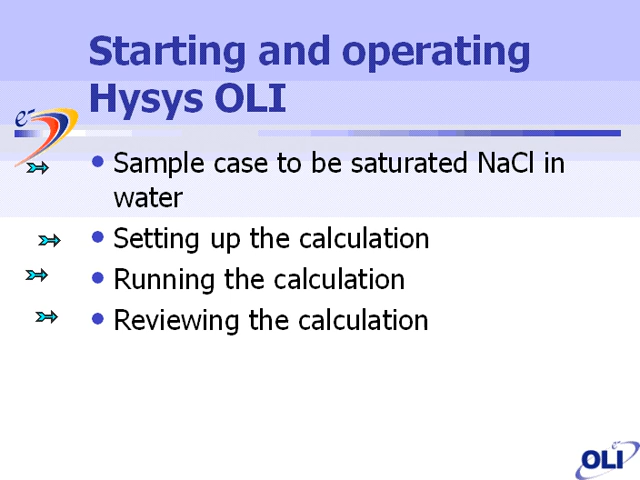 Starting and operating
Hysys OLI
e-
• Sample case to be saturated NaCl in
water
• Setting up the calculation
• Running the calculation
• Reviewing the calculation
e-
OLI